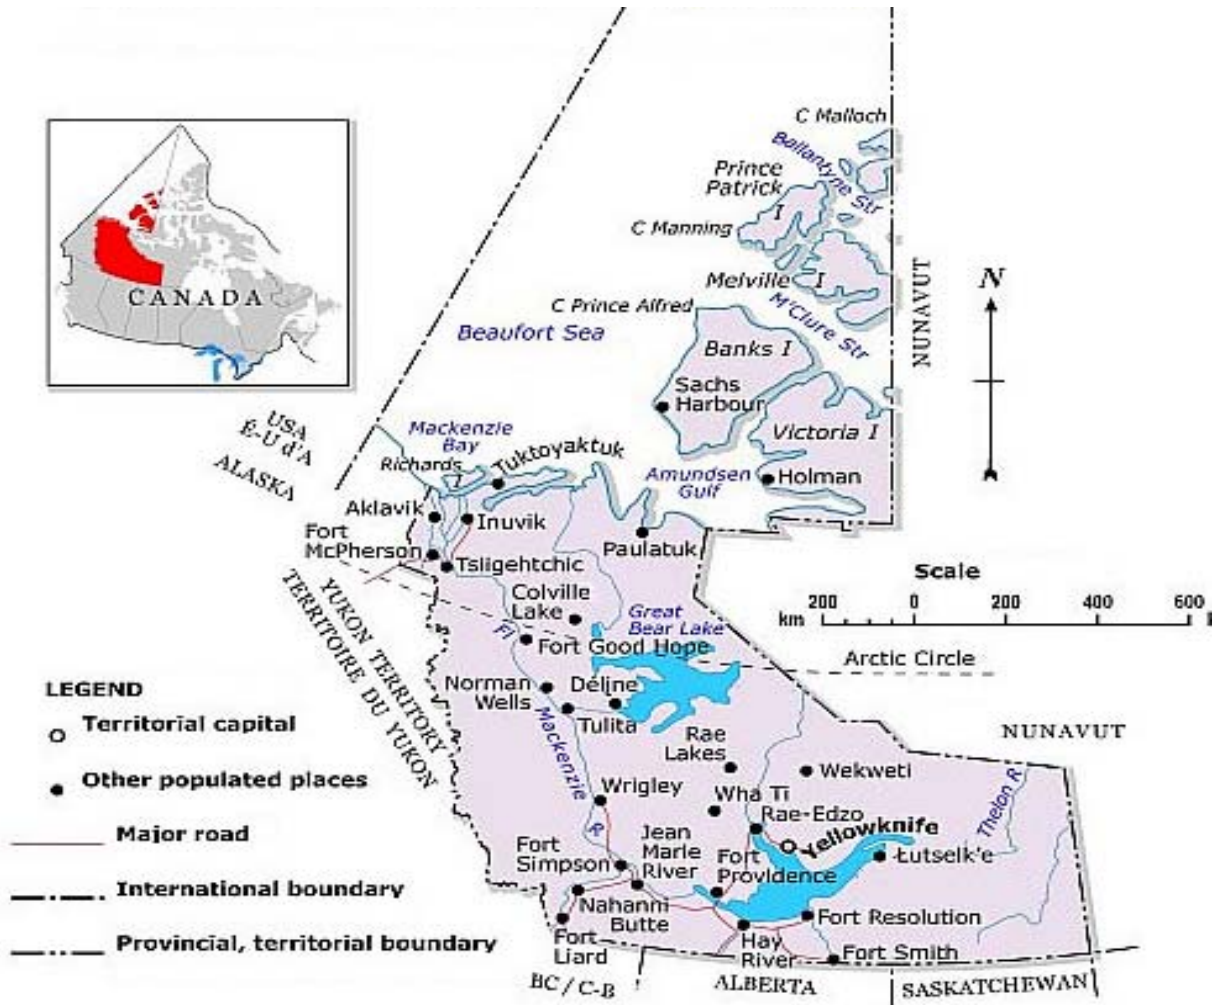 C Malloch
Ballantyne Str
Prince
Patrick
I
C Manning
Melville I
C Prince Alfred
M'Clure Str
NUNAVUT
N
CANADA
Beaufort Sea
Banks I
Sachs
Harbour
Victoria I
USA
É-U d'A
ALASKA
Mackenzie
Bay
Richards
I
Tuktoyaktuk
Amundsen
Gulf
Holman
Aklavik
Inuvik
Fort
McPherson
Tsligehtchic
Paulatuk
YUKON TERRITORY
TERRITOIRE DU YUKON
Colville
Lake
Great
Bear Lake
Fl
Fort Good Hope
Scale
200 0 200 400 600
km
Arctic Circle
Norman
Wells
Déline
Tulita
Mackenzie
R
Rae
Lakes
Wekweti
NUNAVUT
LEGEND
Territorial capital
Other populated places
Major road
International boundary
Provincial, territorial boundary
Wrigley
Wha Ti
Rae-Edzo
Yellowknife
Thelon R
Fort
Simpson
Jean
Marle
River
Fort
Providence
Łutselk'e
Nahanni
Butte
Fort Resolution
Fort
Liard
Hay
River
Fort Smith
BC / C-B
ALBERTA
SASKATCHEWAN